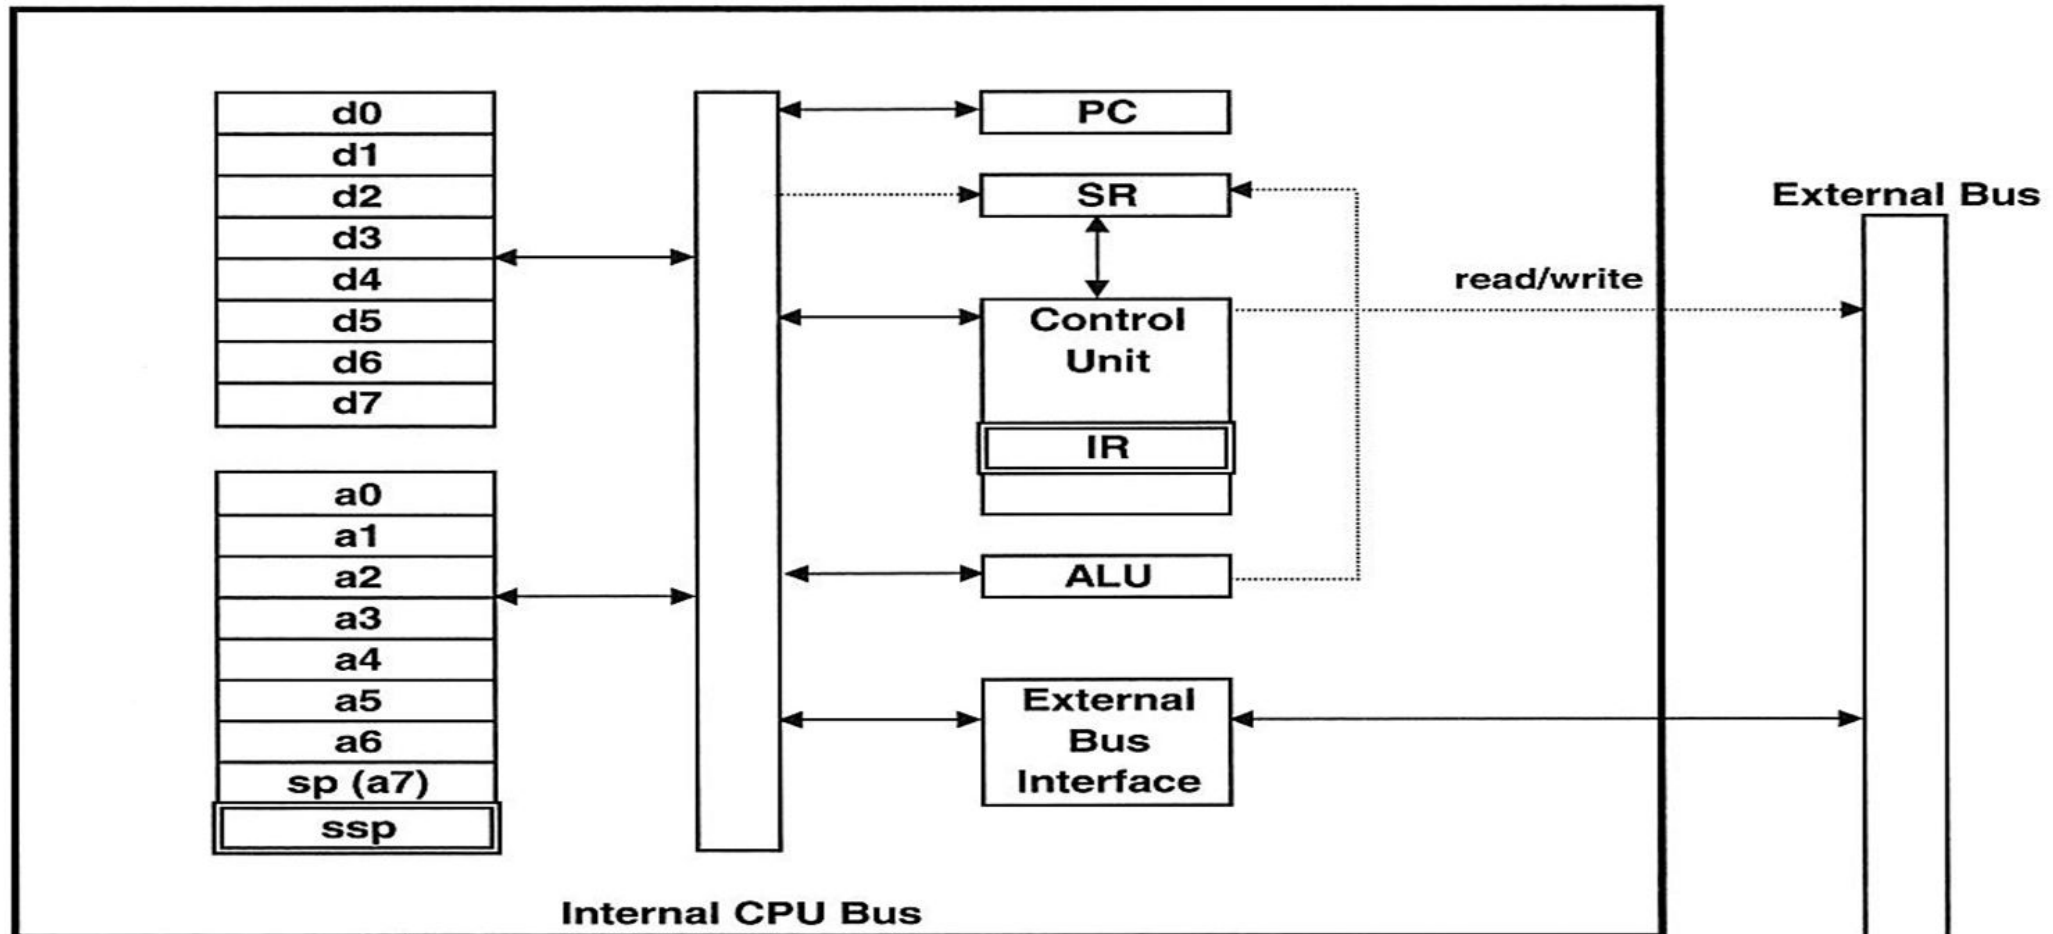 d0
d1
d2
d3
d4
d5
d6
d7
a0
a1
a2
a3
a4
a5
a6
sp (a7)
ssp
PC
SR
Control
Unit
IR
ALU
External
Bus
Interface
read/write
External Bus
Internal CPU Bus